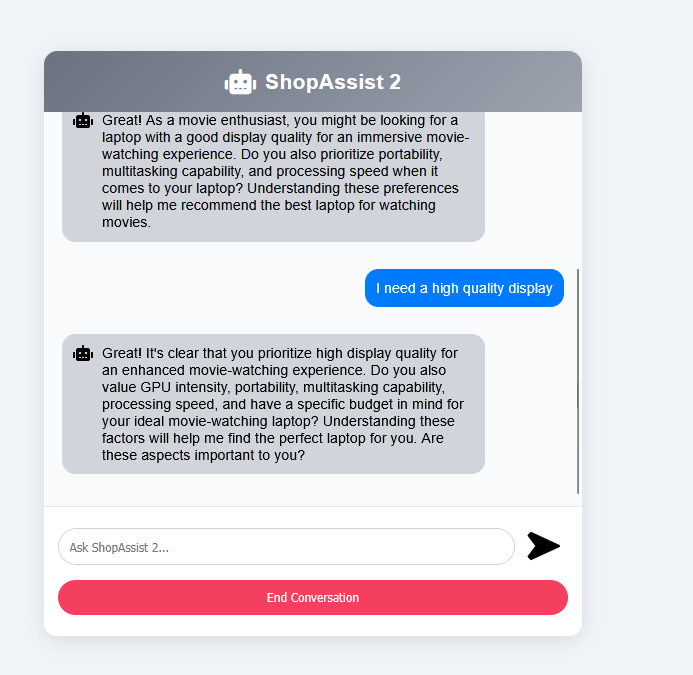 ShopAssist 2
Great! As a movie enthusiast, you might be looking for a
laptop with a good display quality for an immersive movie-
watching experience. Do you also prioritize portability,
multitasking capability, and processing speed when it
comes to your laptop? Understanding these preferences
will help me recommend the best laptop for watching
movies.
I need a high quality display
Great! It's clear that you prioritize high display quality for
an enhanced movie-watching experience. Do you also
value GPU intensity, portability, multitasking capability,
processing speed, and have a specific budget in mind for
your ideal movie-watching laptop? Understanding these
factors will help me find the perfect laptop for you. Are
these aspects important to you?
Ask ShopAssist 2...
End Conversation